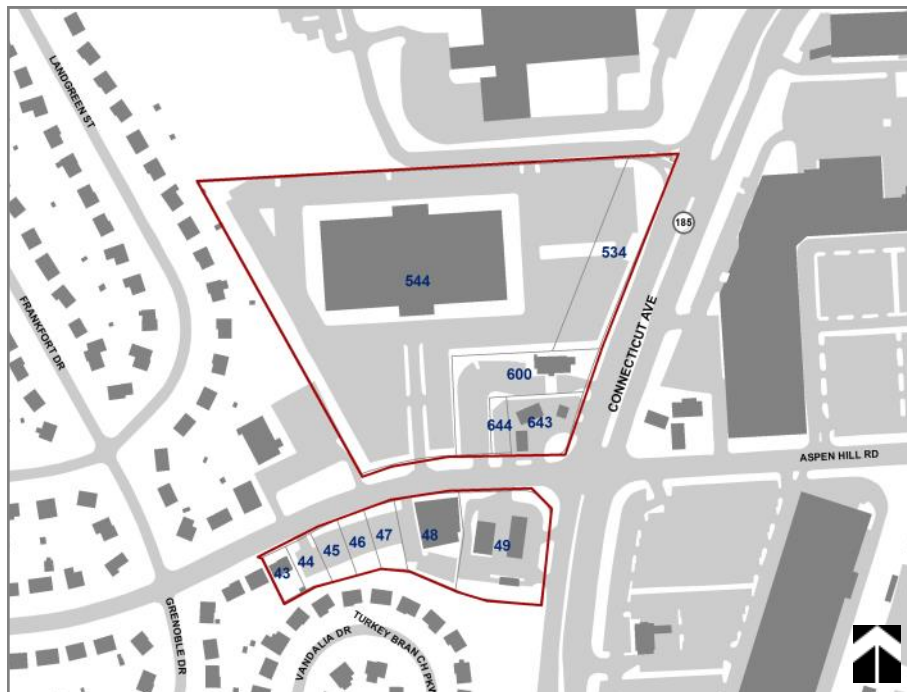 LANDGREEN ST
185
534
544
FRANKFORT DR
CONNECTICUT AVE
600
644
643
ASPEN HILL RD
48
47
49
46
45
44
43
GRENOBLE DR
TURKEY BRANCH PKW
VANDALIA DR